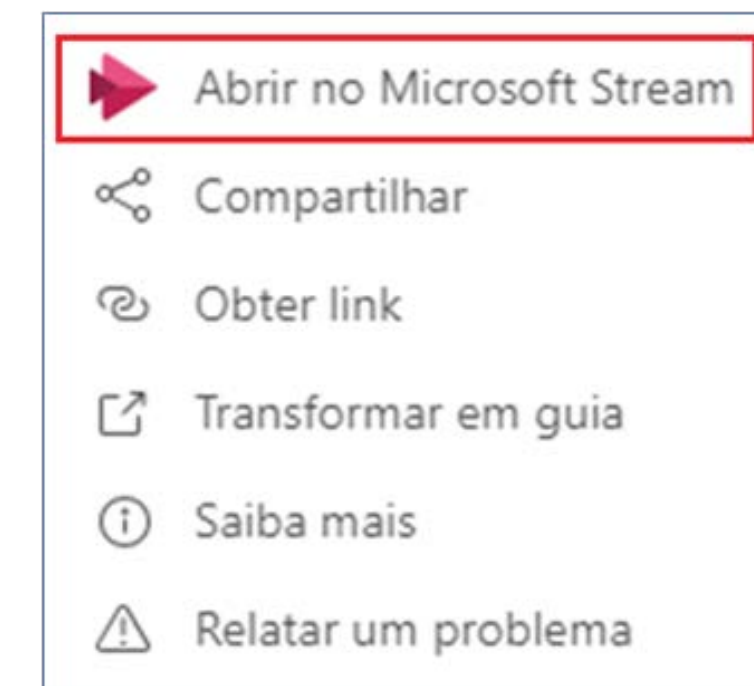 Abrir no Microsoft Stream
Compartilhar
Obter link
Transformar em guia
Saiba mais
Relatar um problema